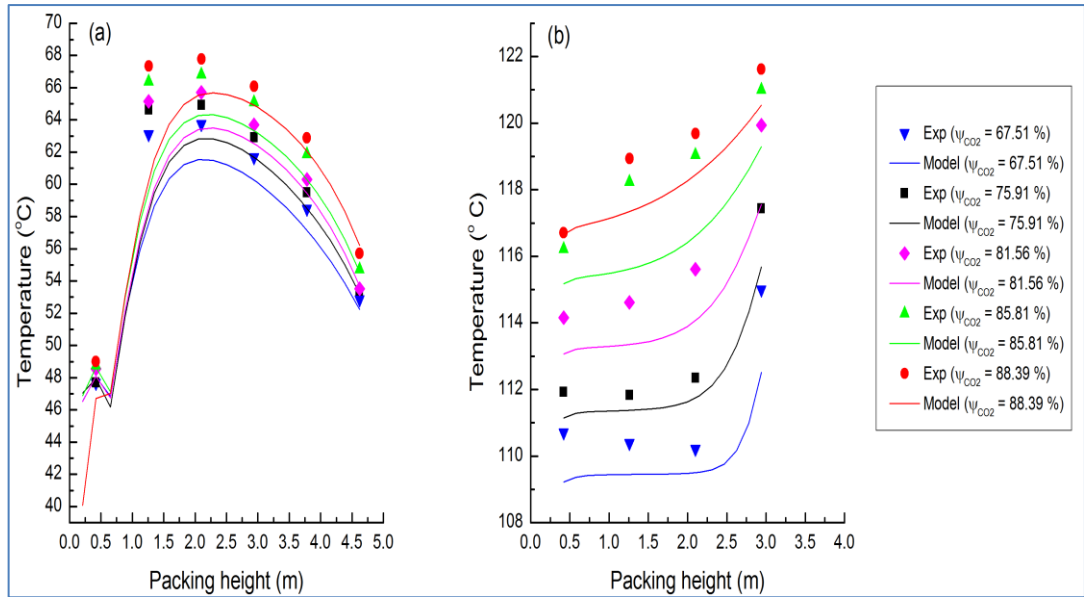 (a)
70
68
66
64
62
60
58
56
54
52
50
48
46
44
42
40
Temperature (°C)
0.0 0.5 1.0 1.5 2.0 2.5 3.0 3.5 4.0 4.5 5.0
Packing height (m)
(b)
122
120
118
116
114
112
110
108
Temperature (° C)
0.0 0.5 1.0 1.5 2.0 2.5 3.0 3.5 4.0
Packing height (m)
Exp (ψCO2 = 67.51 %)
Model (ψCO2 = 67.51 %)
Exp (ψCO2 = 75.91 %)
Model (ψCO2 = 75.91 %)
Exp (ψCO2 = 81.56 %)
Model (ψCO2 = 81.56 %)
Exp (ψCO2 = 85.81 %)
Model (ψCO2 = 85.81 %)
Exp (ψCO2 = 88.39 %)
Model (ψCO2 = 88.39 %)